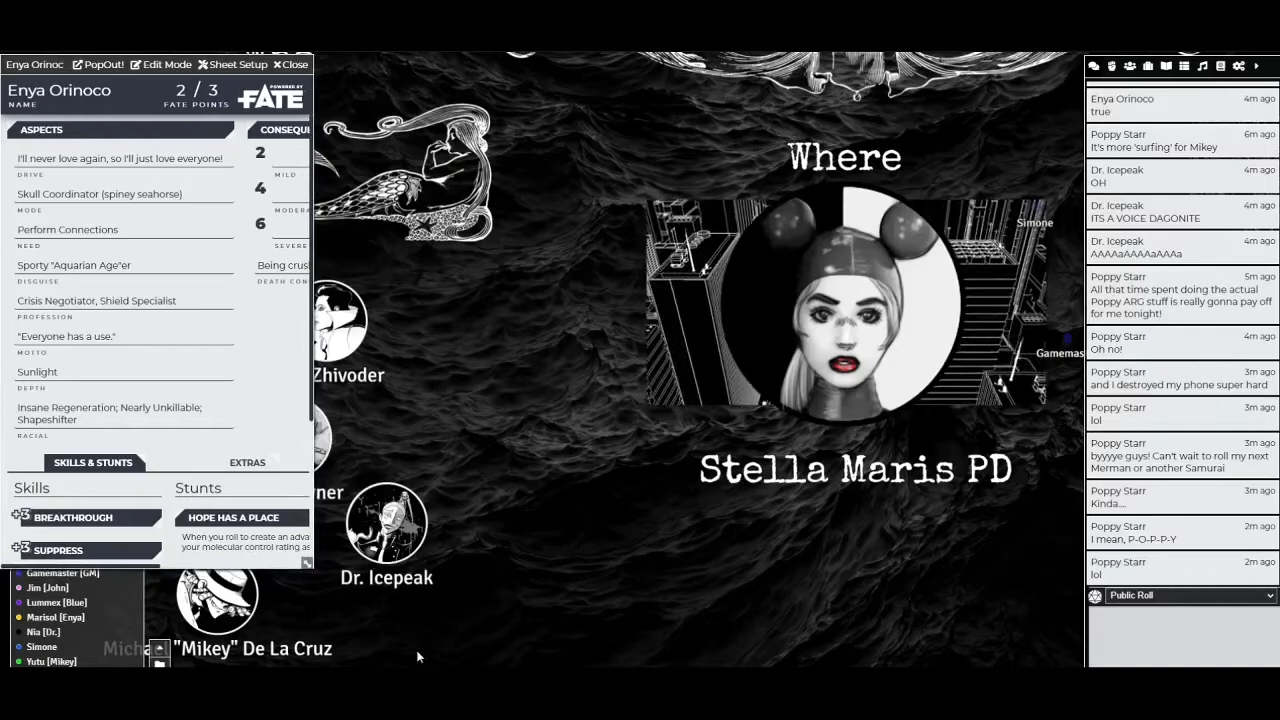 Enya Orinoc PopOut! Edit Mode Sheet Setup Close
Enya Orinoco
NAME
2 / 3
FATE POINTS
POWERED BY
FATE
ASPECTS
I'll never love again, so I'll just love everyone!
DRIVE
Skull Coordinator (spiney seahorse)
MODE
Perform Connections
NEED
Sporty "Aquarian Age"er
DISGUISE
Crisis Negotiator, Shield Specialist
PROFESSION
"Everyone has a use."
MOTTO
Sunlight
DEPTH
Insane Regeneration; Nearly Unkillable;
Shapeshifter
RACIAL
CONSEQU
2
MILD
4
MODERA
6
SEVERE
Being crus
DEATH CON
SKILLS & STUNTS
EXTRAS
Skills
+3 BREAKTHROUGH
+3 SUPPRESS
Stunts
HOPE HAS A PLACE
When you roll to create an adva
your molecular control rating as
Gamemaster [GM]
Jim [John]
Lummex [Blue]
Marisol [Enya]
Nia [Dr.]
Simone
Yutu [Mikey]
Zhivoder
ner
Dr. Icepeak
Michael "Mikey" De La Cruz
Where
Simone
Gamemas
Stella Maris PD
Enya Orinoco 4m ago
true
Poppy Starr 6m ago
It's more 'surfing' for Mikey
Dr. Icepeak 4m ago
OH
Dr. Icepeak 4m ago
ITS A VOICE DAGONITE
Dr. Icepeak 4m ago
AAAAaAAAAaAAAa
Poppy Starr 5m ago
All that time spent doing the actual
Poppy ARG stuff is really gonna pay off
for me tonight!
Poppy Starr 4m ago
Oh no!
Poppy Starr 3m ago
and I destroyed my phone super hard
Poppy Starr 3m ago
lol
Poppy Starr 3m ago
byyyye guys! Can't wait to roll my next
Merman or another Samurai
Poppy Starr 3m ago
Kinda....
Poppy Starr 2m ago
I mean, P-O-P-P-Y
Poppy Starr 2m ago
lol
Public Roll